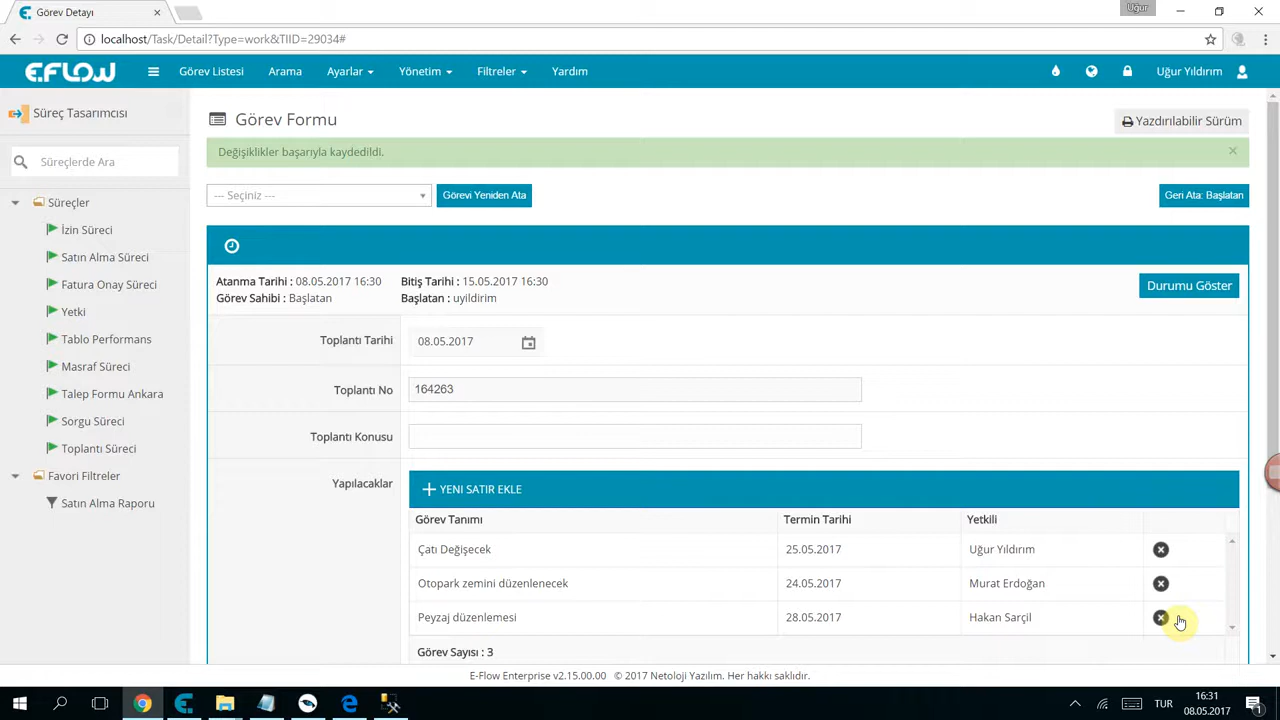 Görev Detayı
Uğur
localhost/Task/Detail?Type=work&TIID=29034#
E-FLOW
Görev Listesi
Arama
Ayarlar
Yönetim
Filtreler
Yardım
Uğur Yıldırım
Süreç Tasarımcısı
Süreçlerde Ara
Süreçler
İzin Süreci
Satın Alma Süreci
Fatura Onay Süreci
Yetki
Tablo Performans
Masraf Süreci
Talep Formu Ankara
Sorgu Süreci
Toplantı Süreci
Favori Filtreler
Satın Alma Raporu
Görev Formu
Yazdırılabilir Sürüm
Değişiklikler başarıyla kaydedildi.
--- Seçiniz ---
Görevi Yeniden Ata
Geri Ata: Başlatan
Atanma Tarihi : 08.05.2017 16:30
Bitiş Tarihi : 15.05.2017 16:30
Görev Sahibi : Başlatan
Başlatan : uyildirim
Durumu Göster
Toplantı Tarihi
08.05.2017
Toplantı No
164263
Toplantı Konusu
Yapılacaklar
YENI SATIR EKLE
Görev Tanımı
Termin Tarihi
Yetkili
Çatı Değişecek
25.05.2017
Uğur Yıldırım
Otopark zemini düzenlenecek
24.05.2017
Murat Erdoğan
Peyzaj düzenlemesi
28.05.2017
Hakan Sarçil
Görev Sayısı : 3
E-Flow Enterprise v2.15.00.00 © 2017 Netoloji Yazılım. Her hakkı saklıdır.
TUR
16:31
08.05.2017
1